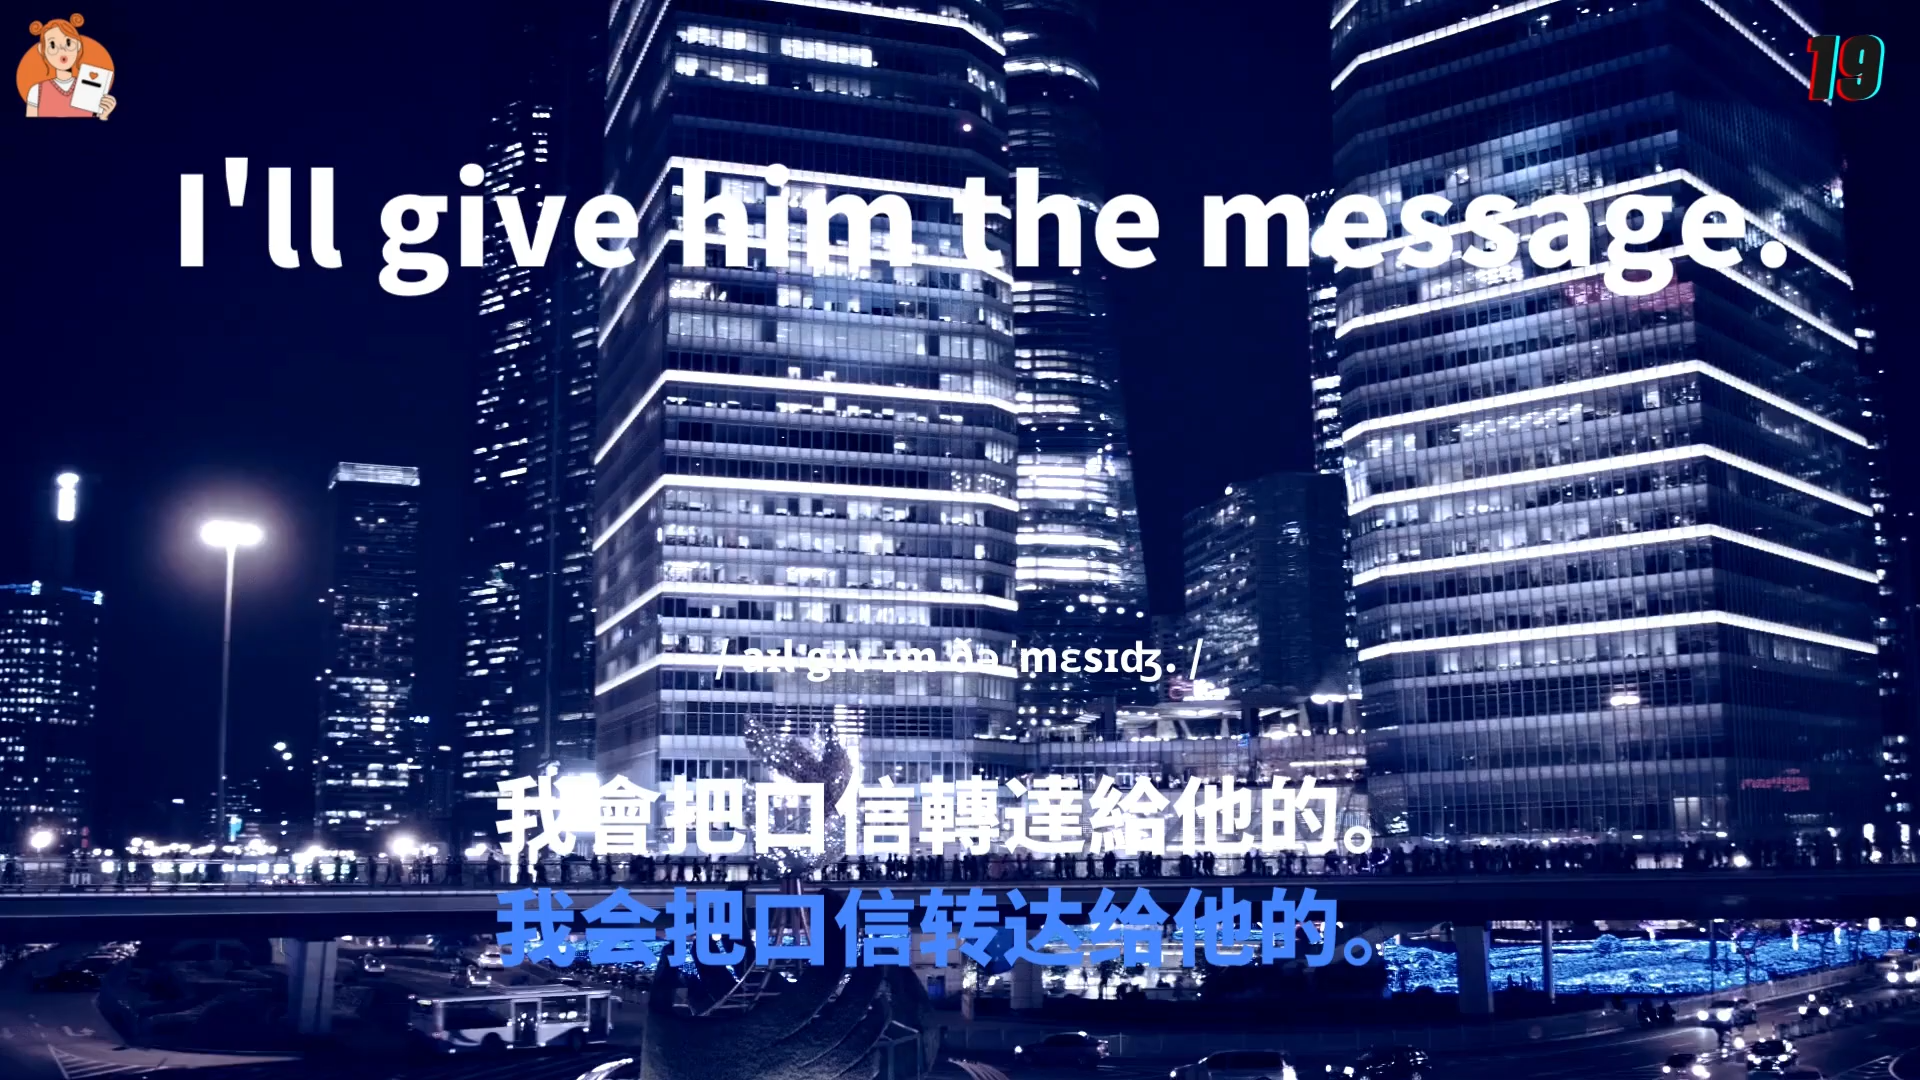 19
I'll give him the message.
/ aɪl gɪv ɪm ðə ˈmɛsɪʤ. /
我會把口信轉達給他的。
我会把口信转达给他的。